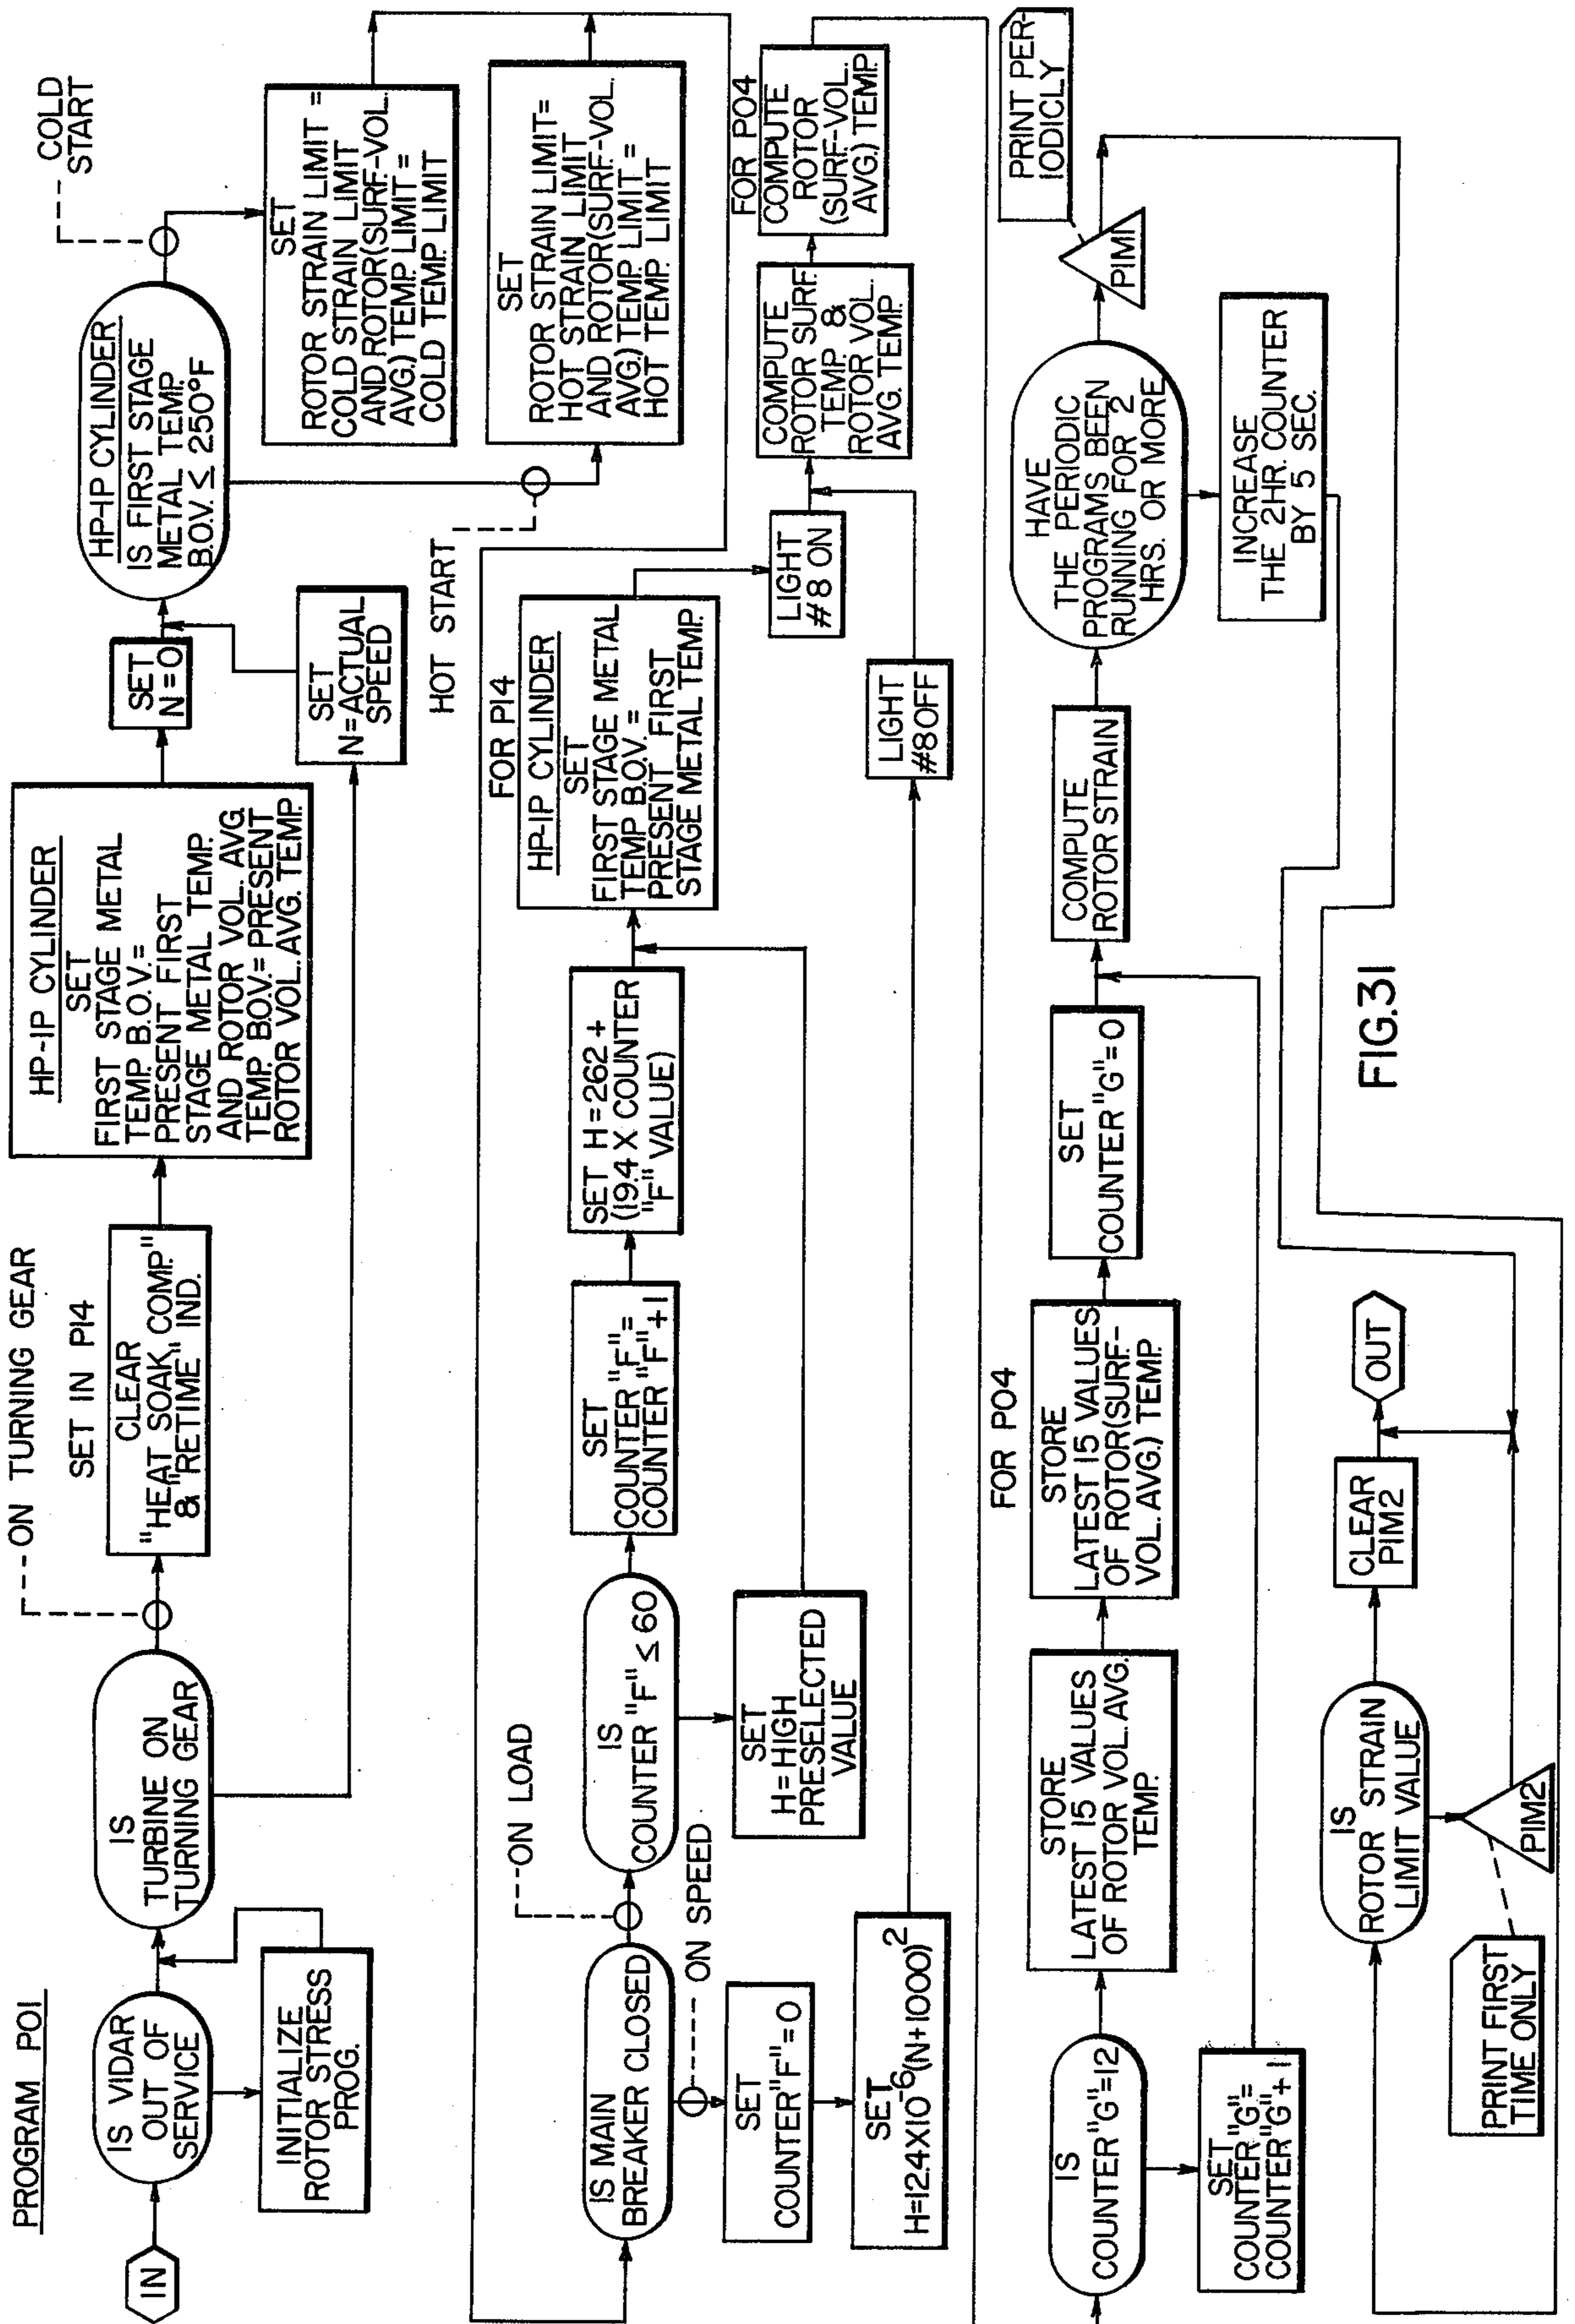 PROGRAM PO1
IN
IS VIDAR
OUT OF
SERVICE
INITIALIZE
ROTOR STRESS
PROG.
IS
TURBINE ON
TURNING GEAR
ON TURNING GEAR
SET IN P14
CLEAR
"HEAT SOAK COMP."
& "RETIME" IND.
HP-IP CYLINDER
SET
FIRST STAGE METAL
TEMP. B.O.V.=
PRESENT FIRST
STAGE METAL TEMP.
AND ROTOR VOL. AVG.
TEMP. B.O.V.= PRESENT
ROTOR VOL. AVG. TEMP.
SET
N=0
SET
N=ACTUAL
SPEED
HP-IP CYLINDER
IS FIRST STAGE
METAL TEMP.
B.O.V. ≤ 250°F
COLD
START
SET
ROTOR STRAIN LIMIT =
COLD STRAIN LIMIT
AND ROTOR(SURF.-VOL.
AVG.) TEMP. LIMIT =
COLD TEMP. LIMIT
HOT START
SET
ROTOR STRAIN LIMIT=
HOT STRAIN LIMIT
AND ROTOR(SURF.-VOL.
AVG.) TEMP. LIMIT =
HOT TEMP. LIMIT
IS MAIN
BREAKER CLOSED
ON LOAD
ON SPEED
SET
COUNTER "F"=0
SET
H=12.4X10⁻⁶(N+1000)²
IS
COUNTER "F" ≤ 60
SET
H=HIGH
PRESELECTED
VALUE
SET
COUNTER "F"=
COUNTER "F"+1
SET H=262+
(19.4 X COUNTER
"F" VALUE)
FOR P14
HP-IP CYLINDER
SET
FIRST STAGE METAL
TEMP B.O.V. =
PRESENT FIRST
STAGE METAL TEMP.
LIGHT
#8 ON
LIGHT
#8 OFF
COMPUTE
ROTOR SURF.
TEMP. &
ROTOR VOL.
AVG. TEMP.
FOR PO4
COMPUTE
ROTOR
(SURF.-VOL.
AVG.) TEMP.
IS
COUNTER "G"=12
SET
COUNTER "G"=
COUNTER "G"+1
STORE
LATEST 15 VALUES
OF ROTOR VOL. AVG.
TEMP.
FOR PO4
STORE
LATEST 15 VALUES
OF ROTOR(SURF.-
VOL. AVG.) TEMP.
SET
COUNTER "G"=0
COMPUTE
ROTOR STRAIN
HAVE
THE PERIODIC
PROGRAMS BEEN
RUNNING FOR 2
HRS. OR MORE
INCREASE
THE 2HR. COUNTER
BY 5 SEC.
PIM1
PRINT PER-
IODICLY
IS
ROTOR STRAIN
LIMIT VALUE
CLEAR
PIM2
OUT
PIM2
PRINT FIRST
TIME ONLY
FIG.31